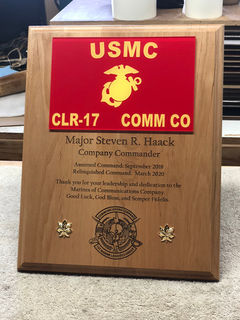 USMC
CLR-17 COMM CO
Major Steven R. Haack
Company Commander
Assumed Command: September 2018
Relinquished Command: March 2020
Thank you for your leadership and dedication to the
Marines of Communications Company.
Good Luck, God Bless, and Semper Fidelis.